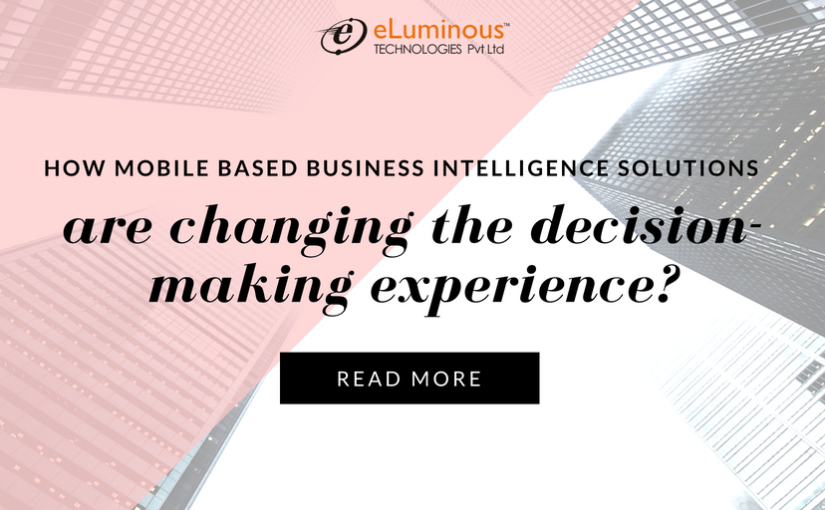 eLuminous™
TECHNOLOGIES Pvt Ltd
HOW MOBILE BASED BUSINESS INTELLIGENCE SOLUTIONS
are changing the decision-
making experience?
READ MORE